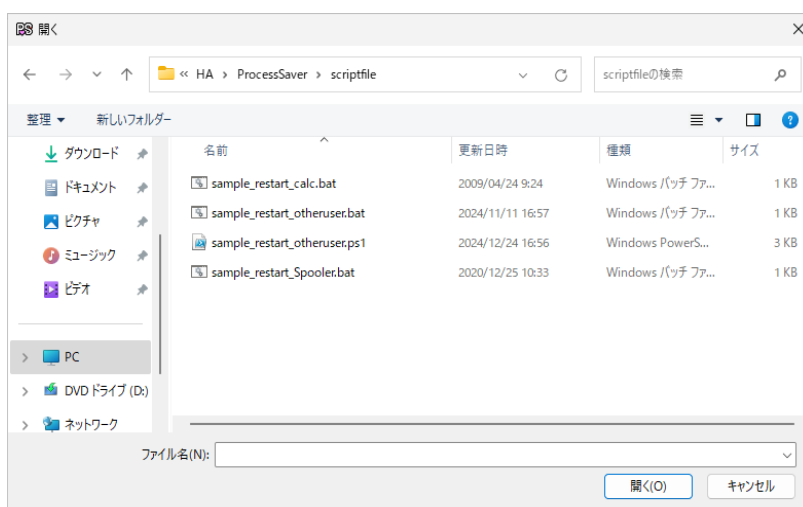 PS 開く
« HA › ProcessSaver › scriptfile
scriptfileの検索
整理 新しいフォルダー
名前 更新日時 種類 サイズ
ダウンロード
ドキュメント
ピクチャ
ミュージック
ビデオ
PC
DVD ドライブ (D:)
ネットワーク
sample_restart_calc.bat 2009/04/24 9:24 Windows バッチ ファ... 1 KB
sample_restart_otheruser.bat 2024/11/11 16:57 Windows バッチ ファ... 1 KB
sample_restart_otheruser.ps1 2024/12/24 16:56 Windows PowerS... 3 KB
sample_restart_Spooler.bat 2020/12/25 10:33 Windows バッチ ファ... 1 KB
ファイル名(N):
開く(O) キャンセル